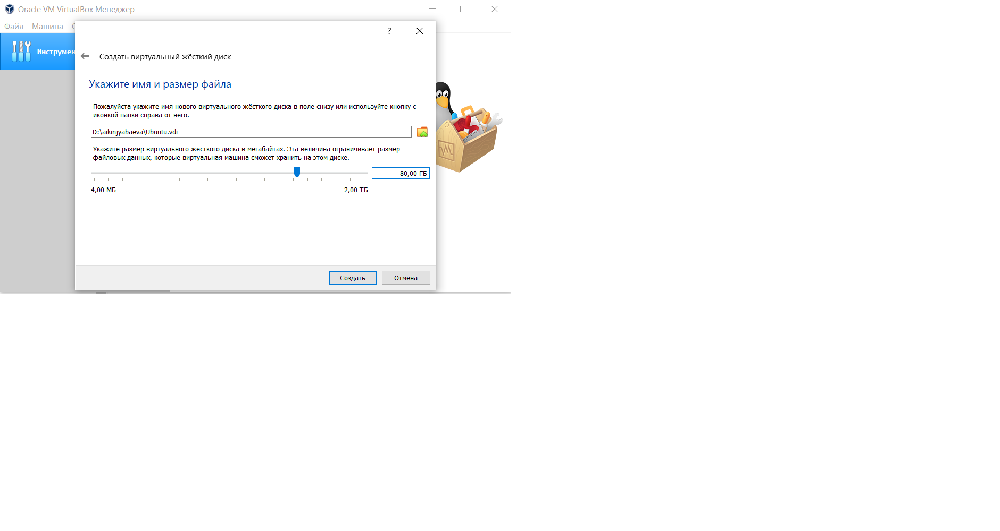 Oracle VM VirtualBox Менеджер
Файл Машина
?
Инструмен
Создать виртуальный жёсткий диск
Укажите имя и размер файла
Пожалуйста укажите имя нового виртуального жёсткого диска в поле снизу или используйте кнопку с
иконкой папки справа от него.
D:\aikinjyabaeva\Ubuntu.vdi
Укажите размер виртуального жёсткого диска в мегабайтах. Эта величина ограничивает размер
файловых данных, которые виртуальная машина сможет хранить на этом диске.
80,00 ГБ
4,00 МБ 2,00 ТБ
Создать Отмена